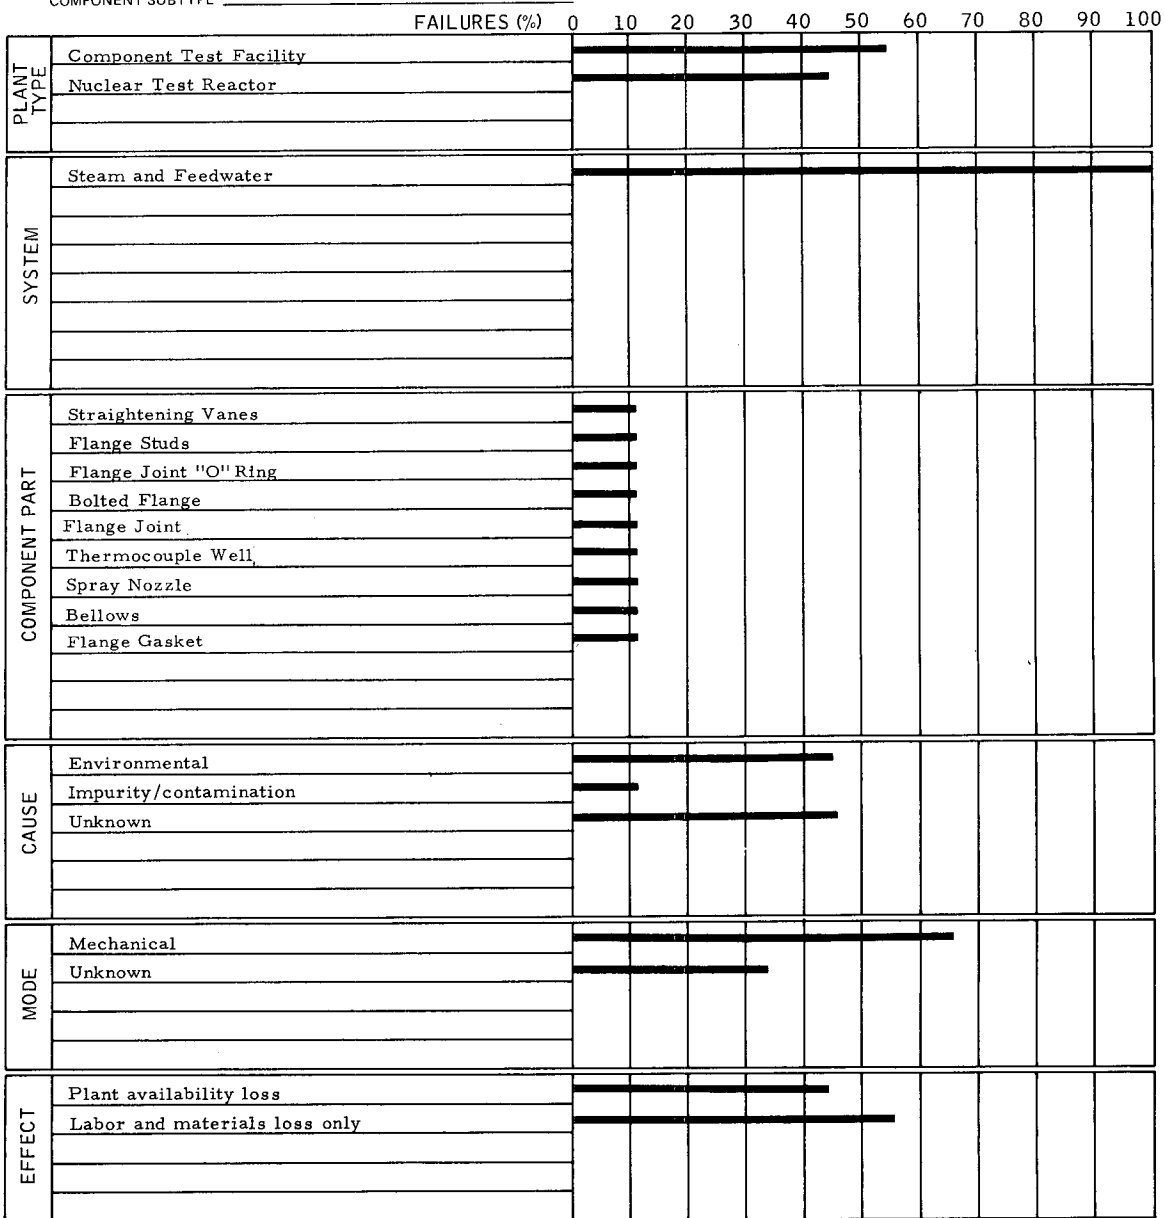 COMPONENT SUBTYPE
FAILURES (%) 0 10 20 30 40 50 60 70 80 90 100
PLANT TYPE
Component Test Facility
Nuclear Test Reactor
SYSTEM
Steam and Feedwater
COMPONENT PART
Straightening Vanes
Flange Studs
Flange Joint "O" Ring
Bolted Flange
Flange Joint
Thermocouple Well
Spray Nozzle
Bellows
Flange Gasket
CAUSE
Environmental
Impurity/contamination
Unknown
MODE
Mechanical
Unknown
EFFECT
Plant availability loss
Labor and materials loss only